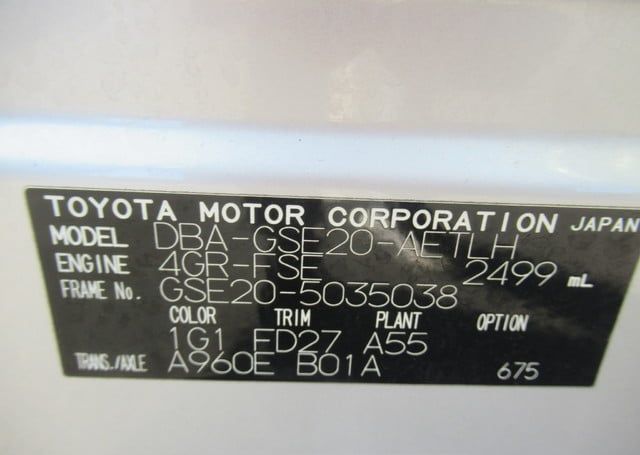 TOYOTA MOTOR CORPORATION JAPAN
MODEL DBA-GSE20-AETLH
ENGINE 4GR-FSE 2499 mL
FRAME No. GSE20-5035038
COLOR TRIM PLANT OPTION
1G1 FD27 A55
TRANS./AXLE A960E B01A 675